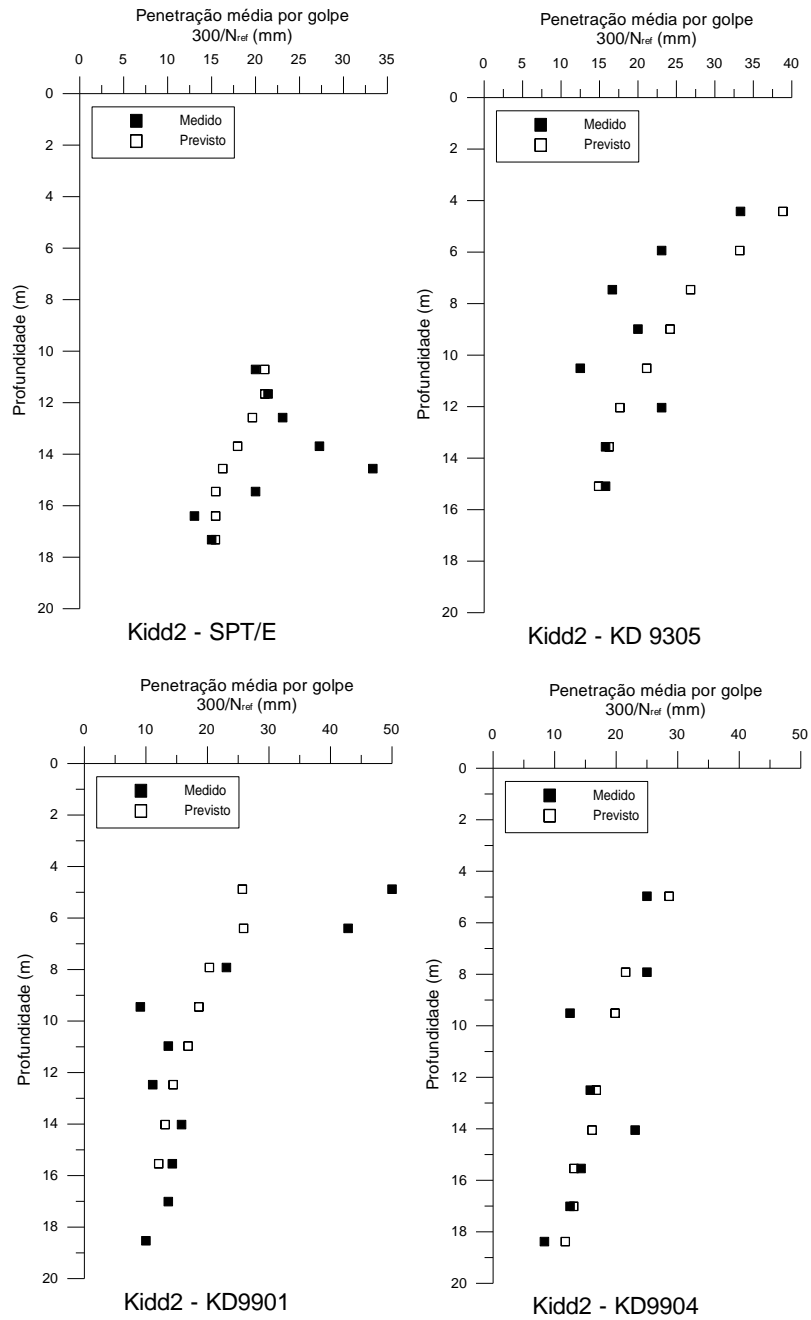 Penetração média por golpe
300/Nref (mm)
0 5 10 15 20 25 30 35
0
2
4
6
8
10
12
14
16
18
20
Profundidade (m)
Medido
Previsto
Kidd2 - SPT/E
Penetração média por golpe
300/Nref (mm)
0 5 10 15 20 25 30 35 40
0
2
4
6
8
10
12
14
16
18
20
Profundidade (m)
Medido
Previsto
Kidd2 - KD 9305
Penetração média por golpe
300/Nref (mm)
0 10 20 30 40 50
0
2
4
6
8
10
12
14
16
18
20
Profundidade (m)
Medido
Previsto
Kidd2 - KD9901
Penetração média por golpe
300/Nref (mm)
0 10 20 30 40 50
0
2
4
6
8
10
12
14
16
18
20
Profundidade (m)
Medido
Previsto
Kidd2 - KD9904